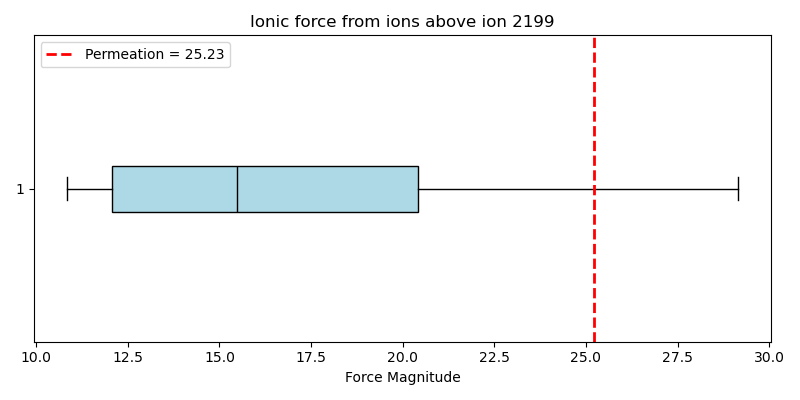 Ionic force from ions above ion 2199
Permeation = 25.23
1
10.0 12.5 15.0 17.5 20.0 22.5 25.0 27.5 30.0
Force Magnitude